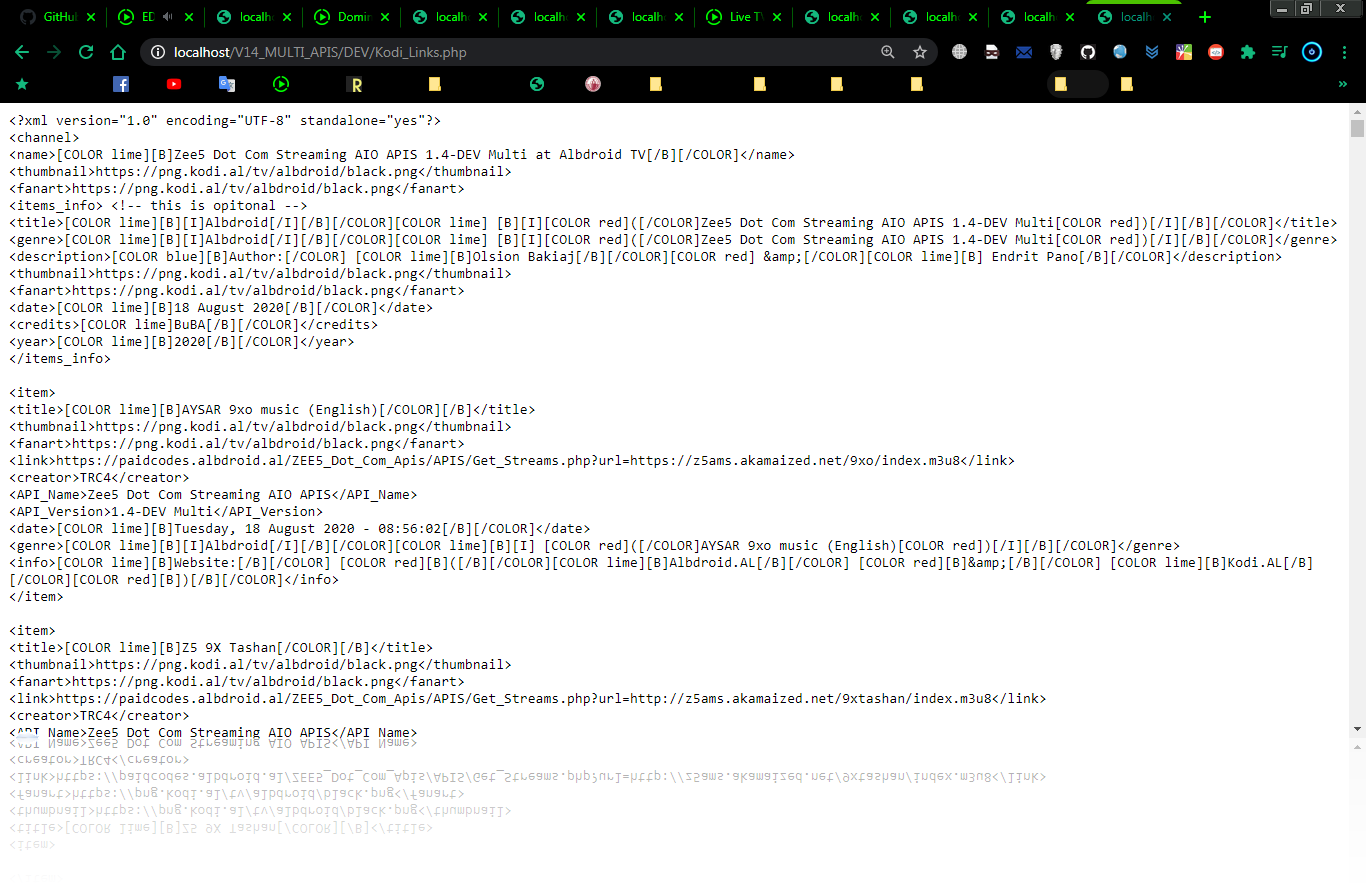 GitHub
ED
localh
Domin
localh
localh
localh
Live TV
localh
localh
localh
localh
localhost/V14_MULTI_APIS/DEV/Kodi_Links.php
<?xml version="1.0" encoding="UTF-8" standalone="yes"?>
<channel>
<name>[COLOR lime][B]Zee5 Dot Com Streaming AIO APIS 1.4-DEV Multi at Albdroid TV[/B][/COLOR]</name>
<thumbnail>https://png.kodi.al/tv/albdroid/black.png</thumbnail>
<fanart>https://png.kodi.al/tv/albdroid/black.png</fanart>
<items_info> <!-- this is opitonal -->
<title>[COLOR lime][B][I]Albdroid[/I][/B][/COLOR][COLOR lime] [B][I][COLOR red]([/COLOR]Zee5 Dot Com Streaming AIO APIS 1.4-DEV Multi[COLOR red])[/I][/B][/COLOR]</title>
<genre>[COLOR lime][B][I]Albdroid[/I][/B][/COLOR][COLOR lime] [B][I][COLOR red]([/COLOR]Zee5 Dot Com Streaming AIO APIS 1.4-DEV Multi[COLOR red])[/I][/B][/COLOR]</genre>
<description>[COLOR blue][B]Author:[/COLOR] [COLOR lime][B]Olsion Bakiaj[/B][/COLOR][COLOR red] &amp;[/COLOR][COLOR lime][B] Endrit Pano[/B][/COLOR]</description>
<thumbnail>https://png.kodi.al/tv/albdroid/black.png</thumbnail>
<fanart>https://png.kodi.al/tv/albdroid/black.png</fanart>
<date>[COLOR lime][B]18 August 2020[/B][/COLOR]</date>
<credits>[COLOR lime]BuBA[/B][/COLOR]</credits>
<year>[COLOR lime][B]2020[/B][/COLOR]</year>
</items_info>
<item>
<title>[COLOR lime][B]AYSAR 9xo music (English)[/COLOR][/B]</title>
<thumbnail>https://png.kodi.al/tv/albdroid/black.png</thumbnail>
<fanart>https://png.kodi.al/tv/albdroid/black.png</fanart>
<link>https://paidcodes.albdroid.al/ZEE5_Dot_Com_Apis/APIS/Get_Streams.php?url=https://z5ams.akamaized.net/9xo/index.m3u8</link>
<creator>TRC4</creator>
<API_Name>Zee5 Dot Com Streaming AIO APIS</API_Name>
<API_Version>1.4-DEV Multi</API_Version>
<date>[COLOR lime][B]Tuesday, 18 August 2020 - 08:56:02[/B][/COLOR]</date>
<genre>[COLOR lime][B][I]Albdroid[/I][/B][/COLOR][COLOR lime][B][I] [COLOR red]([/COLOR]AYSAR 9xo music (English)[COLOR red])[/I][/B][/COLOR]</genre>
<info>[COLOR lime][B]Website:[/B][/COLOR] [COLOR red][B]([/B][/COLOR][COLOR lime][B]Albdroid.AL[/B][/COLOR] [COLOR red][B]&amp;[/B][/COLOR] [COLOR lime][B]Kodi.AL[/B]
[/COLOR][COLOR red][B])[/B][/COLOR]</info>
</item>
<item>
<title>[COLOR lime][B]Z5 9X Tashan[/COLOR][/B]</title>
<thumbnail>https://png.kodi.al/tv/albdroid/black.png</thumbnail>
<fanart>https://png.kodi.al/tv/albdroid/black.png</fanart>
<link>https://paidcodes.albdroid.al/ZEE5_Dot_Com_Apis/APIS/Get_Streams.php?url=http://z5ams.akamaized.net/9xtashan/index.m3u8</link>
<creator>TRC4</creator>
<API_Name>Zee5 Dot Com Streaming AIO APIS</API_Name>